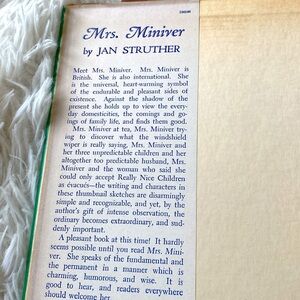 Mrs. Miniver
by JAN STRUTHER
Meet Mrs. Miniver. Mrs. Miniver is
British. She is also international. She
is the universal, heart-warming symbol
of the endurable and pleasant sides of
existence. Against the shadow of the
present she holds up to view the every-
day domesticities, the comings and go-
ings of family life, and finds them good.
Mrs. Miniver at tea, Mrs. Miniver try-
ing to discover what the windshield
wiper is really saying, Mrs. Miniver and
her three unpredictable children and her
altogether too predictable husband, Mrs.
Miniver and the woman who said she
could only accept Really Nice Children
as evacués—the writing and characters in
these thumbnail sketches are disarmingly
simple and recognizable, and yet, by the
author's gift of intense observation, the
ordinary becomes extraordinary, and sud-
denly important.
A pleasant book at this time! It hardly
seems possible until you read Mrs. Mini-
ver. She speaks of the fundamental and
the permanent in a manner which is
charming, humorous, and wise. It is
good to hear, and readers everywhere
should welcome her